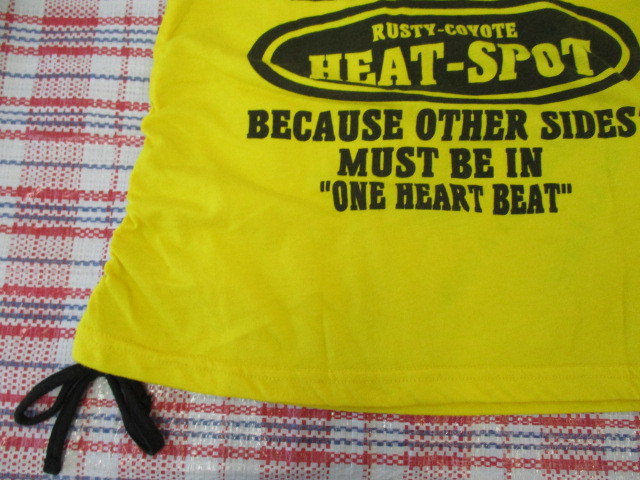 RUSTY-COYOTE
HEAT-SPOT
BECAUSE OTHER SIDES
MUST BE IN
"ONE HEART BEAT"